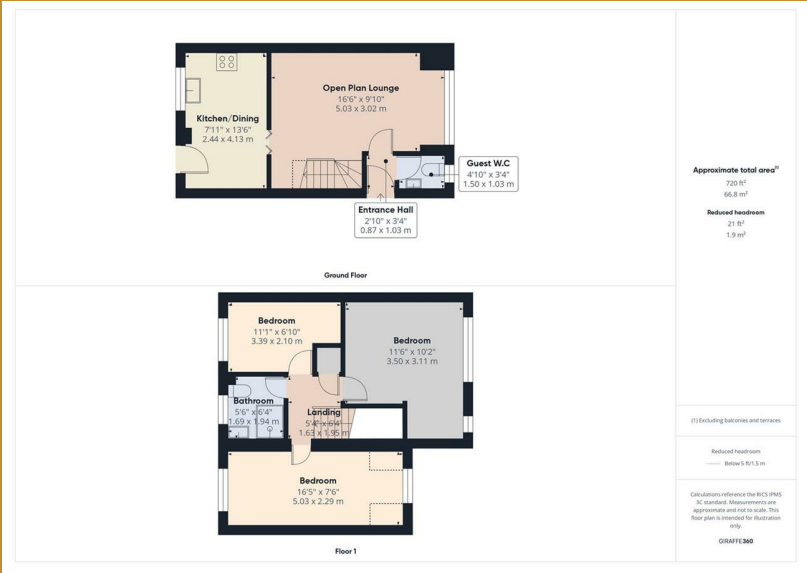 Open Plan Lounge
16'6" x 9'10"
5.03 x 3.02 m
Kitchen/Dining
7'11" x 13'6"
2.44 x 4.13 m
Guest W.C
4'10" x 3'4"
1.50 x 1.03 m
Entrance Hall
2'10" x 3'4"
0.87 x 1.03 m
Ground Floor
Bedroom
11'1" x 6'10"
3.39 x 2.10 m
Bedroom
11'6" x 10'2"
3.50 x 3.11 m
Bathroom
5'6" x 6'4"
1.69 x 1.94 m
Landing
5'4" x 6'4"
1.63 x 1.95 m
Bedroom
16'5" x 7'6"
5.03 x 2.29 m
Floor 1
Approximate total area(1)
720 ft²
66.8 m²
Reduced headroom
21 ft²
1.9 m²
(1) Excluding balconies and terraces
Reduced headroom
Below 5 ft/1.5 m
Calculations reference the RICS IPMS
3C standard. Measurements are
approximate and not to scale. This
floor plan is intended for illustration
only.
GIRAFFE360